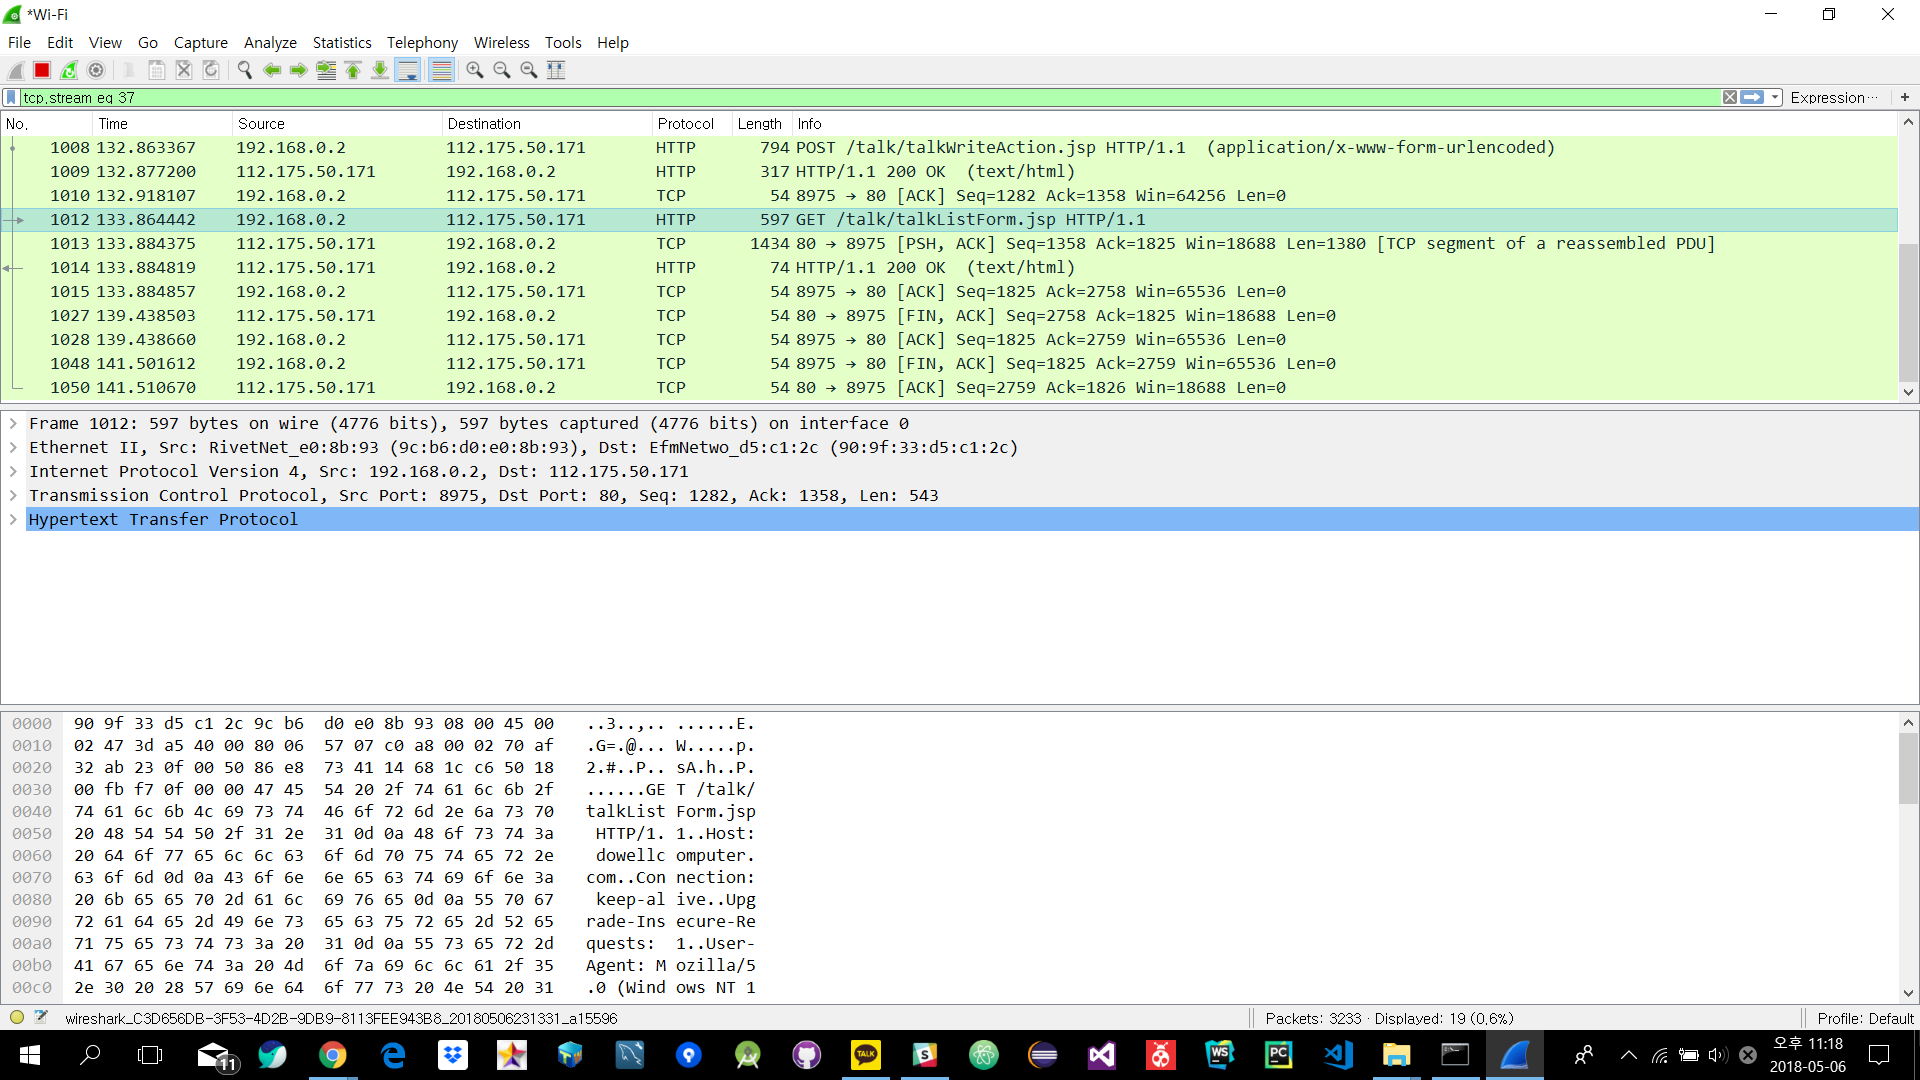 *Wi-Fi
File Edit View Go Capture Analyze Statistics Telephony Wireless Tools Help
tcp.stream eq 37 Expression… +
No. Time Source Destination Protocol Length Info
1008 132.863367 192.168.0.2 112.175.50.171 HTTP 794 POST /talk/talkWriteAction.jsp HTTP/1.1 (application/x-www-form-urlencoded)
1009 132.877200 112.175.50.171 192.168.0.2 HTTP 317 HTTP/1.1 200 OK (text/html)
1010 132.918107 192.168.0.2 112.175.50.171 TCP 54 8975 → 80 [ACK] Seq=1282 Ack=1358 Win=64256 Len=0
1012 133.864442 192.168.0.2 112.175.50.171 HTTP 597 GET /talk/talkListForm.jsp HTTP/1.1
1013 133.884375 112.175.50.171 192.168.0.2 TCP 1434 80 → 8975 [PSH, ACK] Seq=1358 Ack=1825 Win=18688 Len=1380 [TCP segment of a reassembled PDU]
1014 133.884819 112.175.50.171 192.168.0.2 HTTP 74 HTTP/1.1 200 OK (text/html)
1015 133.884857 192.168.0.2 112.175.50.171 TCP 54 8975 → 80 [ACK] Seq=1825 Ack=2758 Win=65536 Len=0
1027 139.438503 112.175.50.171 192.168.0.2 TCP 54 80 → 8975 [FIN, ACK] Seq=2758 Ack=1825 Win=18688 Len=0
1028 139.438660 192.168.0.2 112.175.50.171 TCP 54 8975 → 80 [ACK] Seq=1825 Ack=2759 Win=65536 Len=0
1048 141.501612 192.168.0.2 112.175.50.171 TCP 54 8975 → 80 [FIN, ACK] Seq=1825 Ack=2759 Win=65536 Len=0
1050 141.510670 112.175.50.171 192.168.0.2 TCP 54 80 → 8975 [ACK] Seq=2759 Ack=1826 Win=18688 Len=0
Frame 1012: 597 bytes on wire (4776 bits), 597 bytes captured (4776 bits) on interface 0
Ethernet II, Src: RivetNet_e0:8b:93 (9c:b6:d0:e0:8b:93), Dst: EfmNetwo_d5:c1:2c (90:9f:33:d5:c1:2c)
Internet Protocol Version 4, Src: 192.168.0.2, Dst: 112.175.50.171
Transmission Control Protocol, Src Port: 8975, Dst Port: 80, Seq: 1282, Ack: 1358, Len: 543
Hypertext Transfer Protocol
0000 90 9f 33 d5 c1 2c 9c b6 d0 e0 8b 93 08 00 45 00 ..3..,.. ......E.
0010 02 47 3d a5 40 00 80 06 57 07 c0 a8 00 02 70 af .G=.@... W.....p.
0020 32 ab 23 0f 00 50 86 e8 73 41 14 68 1c c6 50 18 2.#..P.. sA.h..P.
0030 00 fb f7 0f 00 00 47 45 54 20 2f 74 61 6c 6b 2f ......GE T /talk/
0040 74 61 6c 6b 4c 69 73 74 46 6f 72 6d 2e 6a 73 70 talkList Form.jsp
0050 20 48 54 54 50 2f 31 2e 31 0d 0a 48 6f 73 74 3a HTTP/1. 1..Host:
0060 20 64 6f 77 65 6c 6c 63 6f 6d 70 75 74 65 72 2e dowellc omputer.
0070 63 6f 6d 0d 0a 43 6f 6e 6e 65 63 74 69 6f 6e 3a com..Con nection:
0080 20 6b 65 65 70 2d 61 6c 69 76 65 0d 0a 55 70 67 keep-al ive..Upg
0090 72 61 64 65 2d 49 6e 73 65 63 75 72 65 2d 52 65 rade-Ins ecure-Re
00a0 71 75 65 73 74 73 3a 20 31 0d 0a 55 73 65 72 2d quests: 1..User-
00b0 41 67 65 6e 74 3a 20 4d 6f 7a 69 6c 6c 61 2f 35 Agent: M ozilla/5
00c0 2e 30 20 28 57 69 6e 64 6f 77 73 20 4e 54 20 31 .0 (Wind ows NT 1
wireshark_C3D656DB-3F53-4D2B-9DB9-8113FEE943B8_20180506231331_a15596 Packets: 3233 · Displayed: 19 (0.6%) Profile: Default
11 TALK S WS PC 오후 11:18
2018-05-06